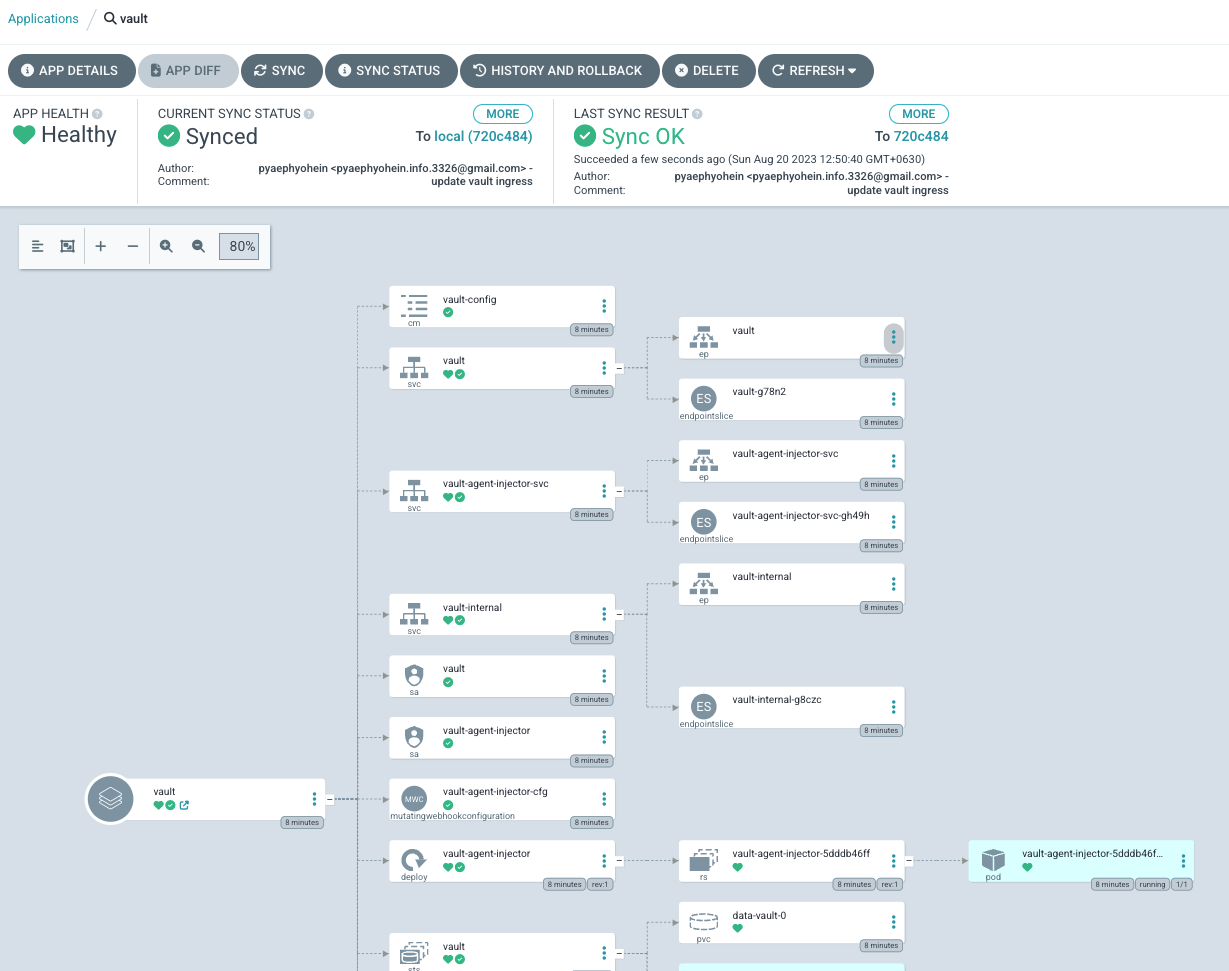 Applications / vault
APP DETAILS APP DIFF SYNC SYNC STATUS HISTORY AND ROLLBACK DELETE REFRESH
APP HEALTH
Healthy
CURRENT SYNC STATUS MORE
Synced To local (720c484)
Author: pyaephyohein <pyaephyohein.info.3326@gmail.com> -
Comment: update vault ingress
LAST SYNC RESULT MORE
Sync OK To 720c484
Succeeded a few seconds ago (Sun Aug 20 2023 12:50:40 GMT+0630)
Author: pyaephyohein <pyaephyohein.info.3326@gmail.com> -
Comment: update vault ingress
80%
vault
8 minutes
vault-config
cm
8 minutes
vault
svc
8 minutes
vault
ep
8 minutes
ES
vault-g78n2
endpointslice
8 minutes
vault-agent-injector-svc
svc
8 minutes
vault-agent-injector-svc
ep
8 minutes
ES
vault-agent-injector-svc-gh49h
endpointslice
8 minutes
vault-internal
svc
8 minutes
vault-internal
ep
8 minutes
ES
vault-internal-g8czc
endpointslice
8 minutes
vault
sa
8 minutes
vault-agent-injector
sa
8 minutes
MWC
vault-agent-injector-cfg
mutatingwebhookconfiguration
8 minutes
vault-agent-injector
deploy
8 minutes rev:1
vault-agent-injector-5dddb46ff
rs
8 minutes rev:1
vault-agent-injector-5dddb46f...
pod
8 minutes running 1/1
data-vault-0
pvc
8 minutes
vault
sts